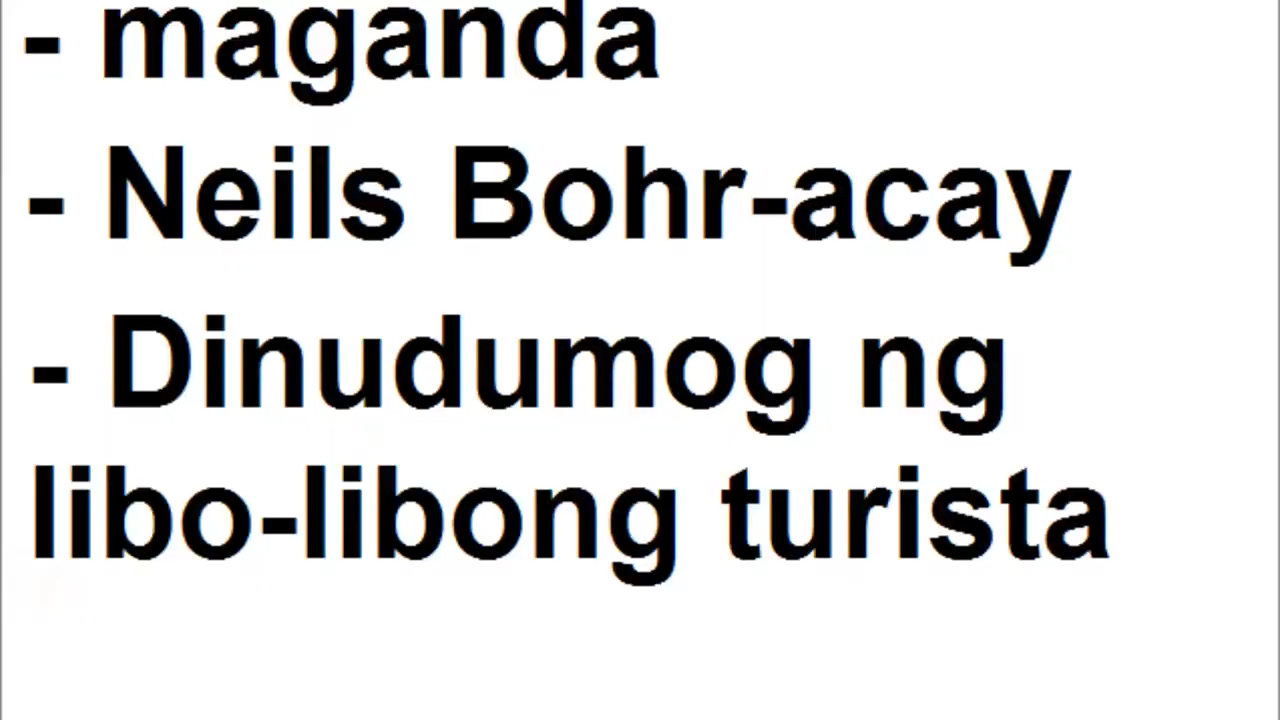 - maganda
- Neils Bohr-acay
- Dinudumog ng
libo-libong turista